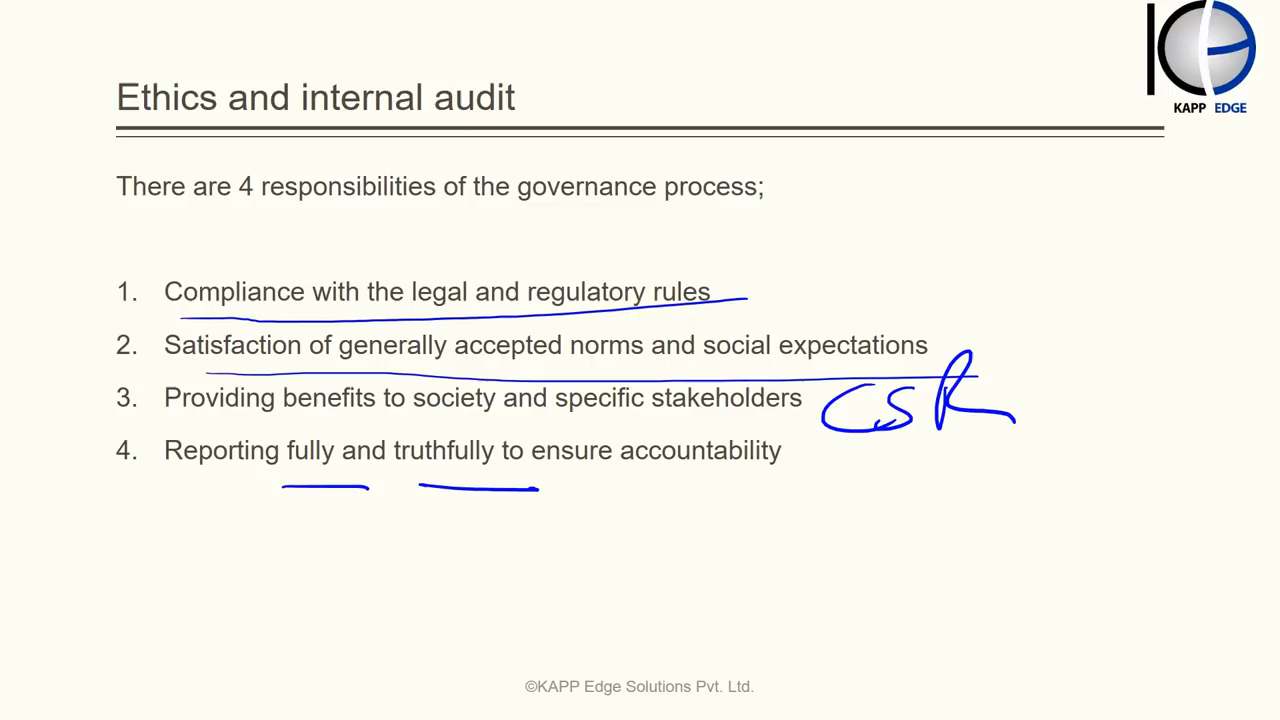 KAPP EDGE
Ethics and internal audit
There are 4 responsibilities of the governance process;
1. Compliance with the legal and regulatory rules
2. Satisfaction of generally accepted norms and social expectations
3. Providing benefits to society and specific stakeholders CSR
4. Reporting fully and truthfully to ensure accountability
©KAPP Edge Solutions Pvt. Ltd.